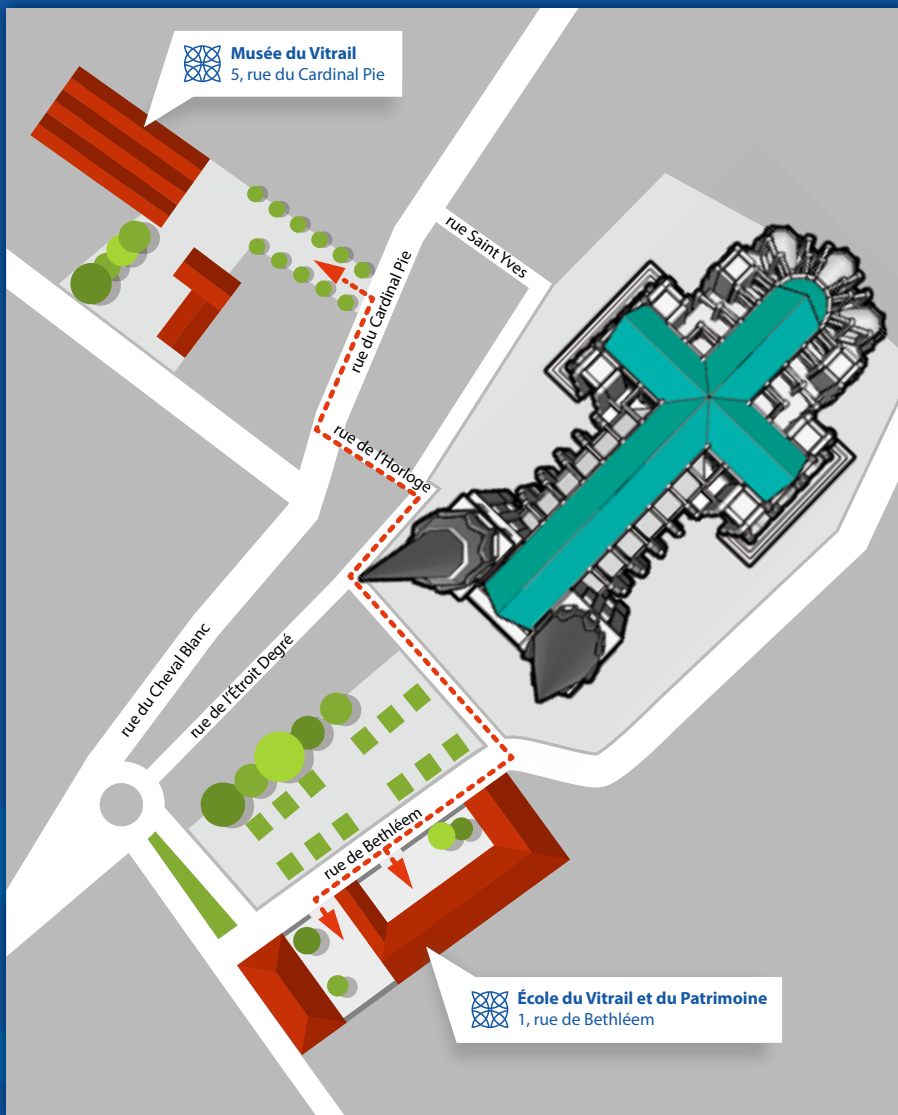 Musée du Vitrail
5, rue du Cardinal Pie
rue Saint Yves
rue du Cardinal Pie
rue de l'Horloge
rue du Cheval Blanc
rue de l'Étroit Degré
rue de Bethléem
École du Vitrail et du Patrimoine
1, rue de Bethléem